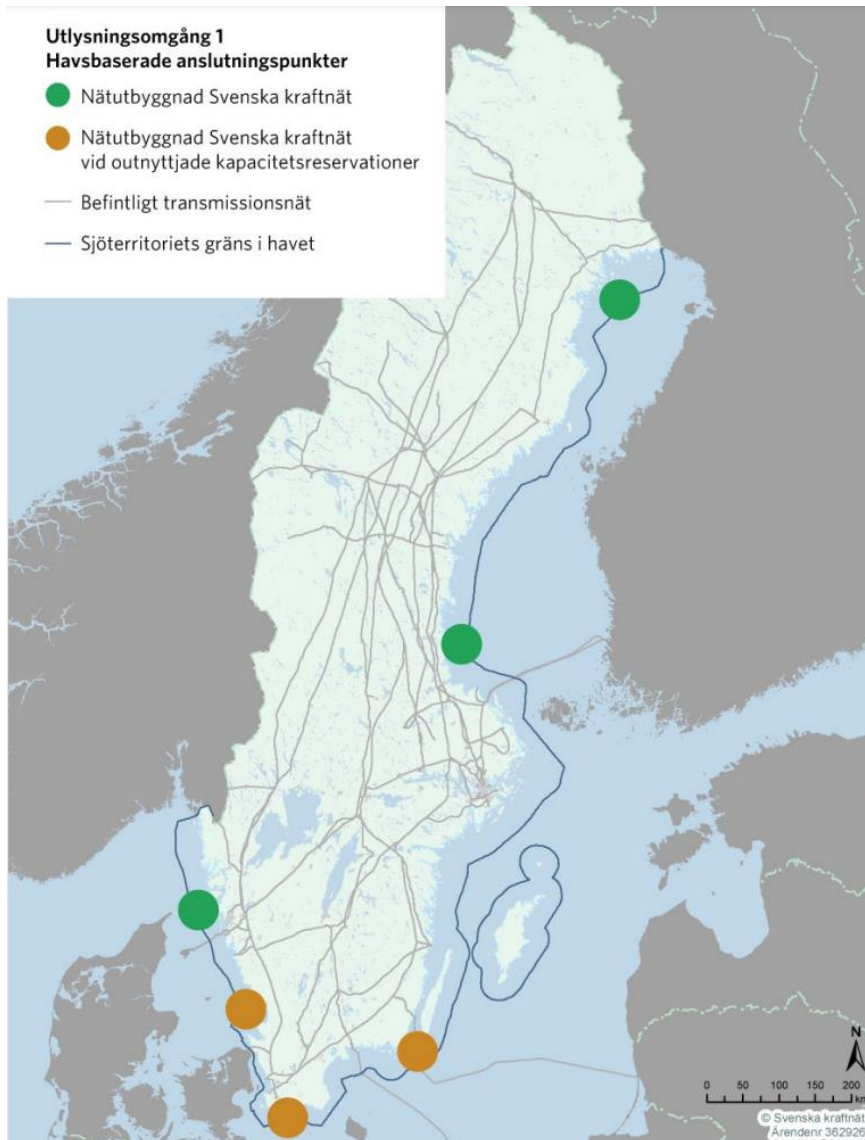 Utlysningsomgång 1
Havsbaserade anslutningspunkter
Nätutbyggnad Svenska kraftnät
Nätutbyggnad Svenska kraftnät
vid outnyttjade kapacitetsreservationer
Befintligt transmissionsnät
Sjöterritoriets gräns i havet
N
0 50 100 150 200
km
© Svenska kraftnät
Ärendenr 362926